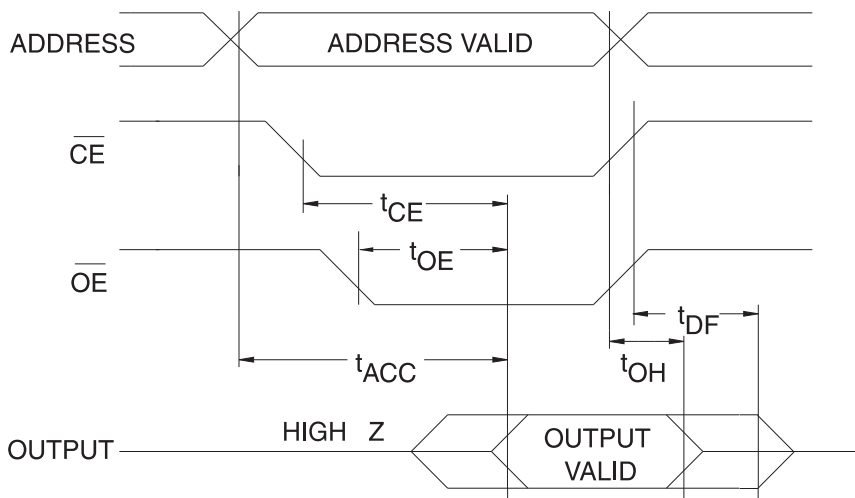 ADDRESS
ADDRESS VALID
CE
tCE
OE
tOE
tDF
tACC
tOH
OUTPUT
HIGH Z
OUTPUT
VALID